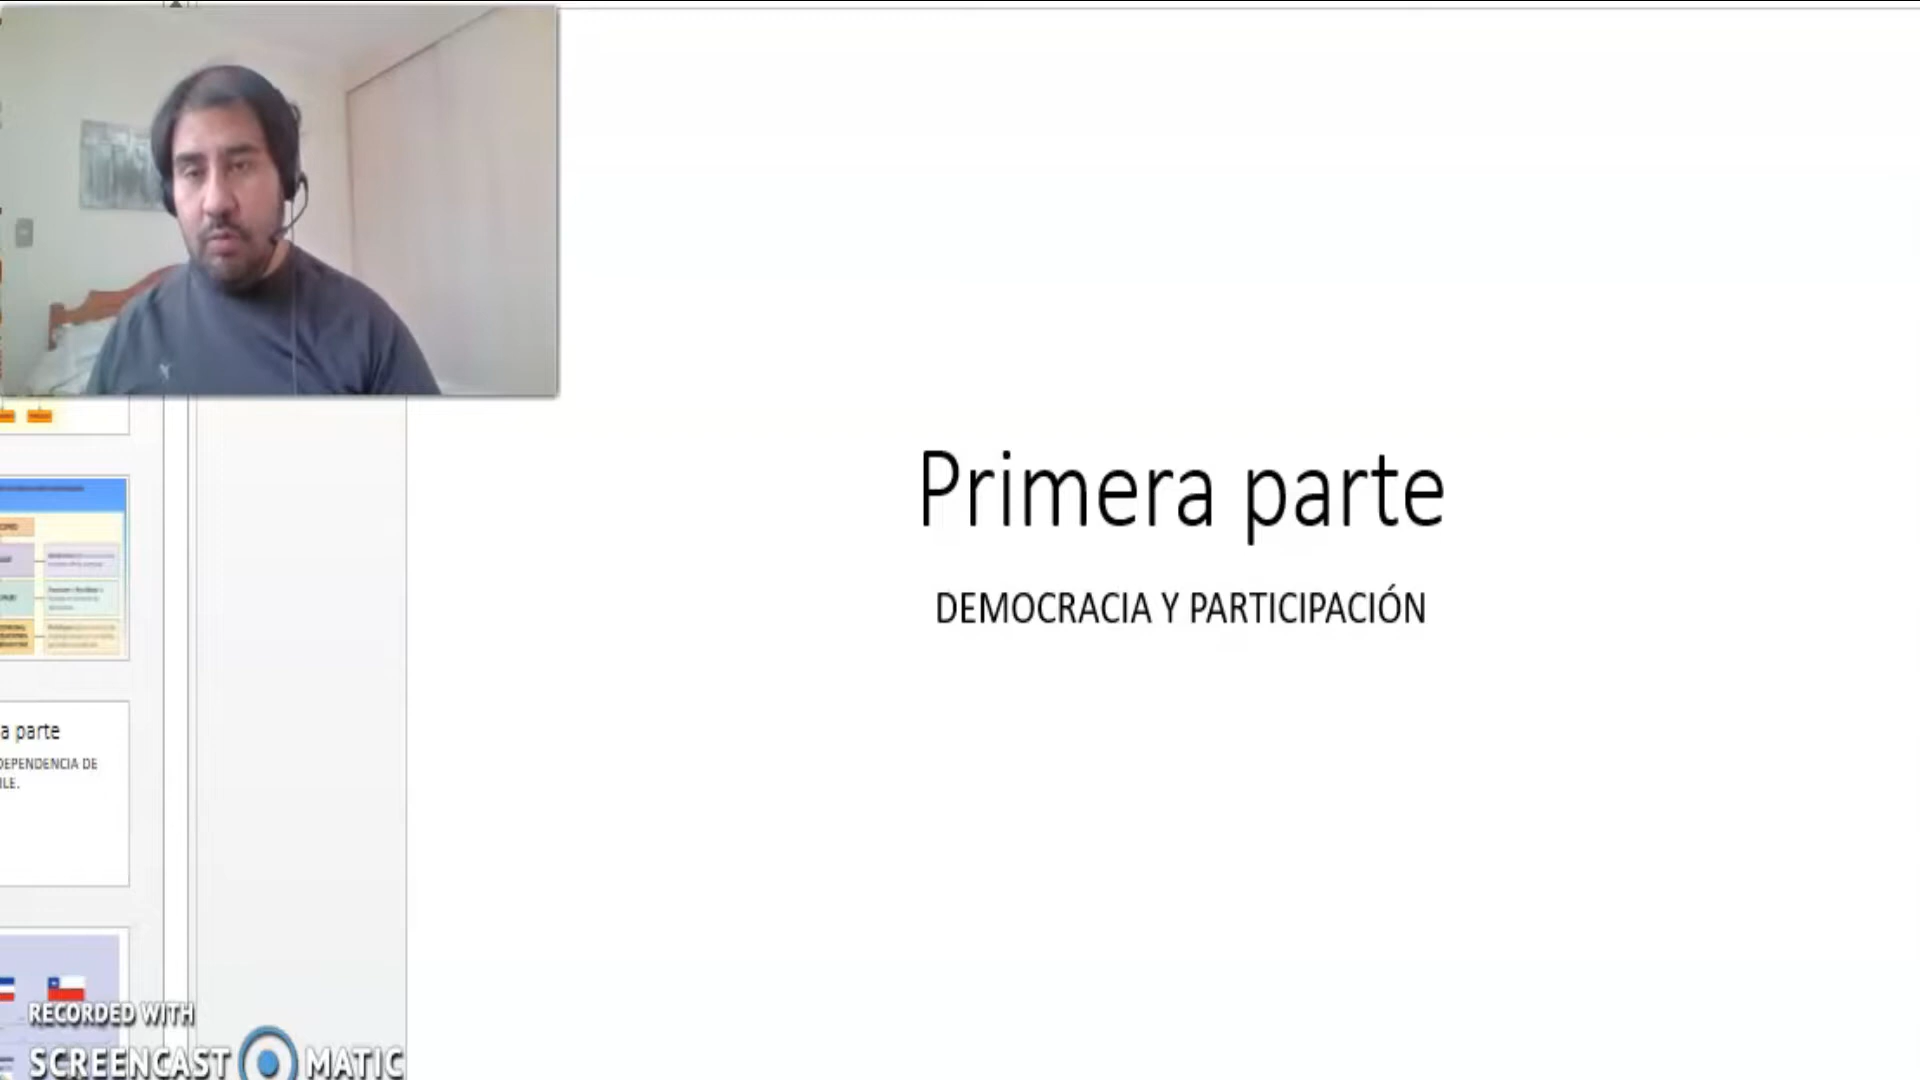 Primera parte
DEMOCRACIA Y PARTICIPACIÓN
a parte
DEPENDENCIA DE
ILE.
RECORDED WITH
SCREENCAST MATIC